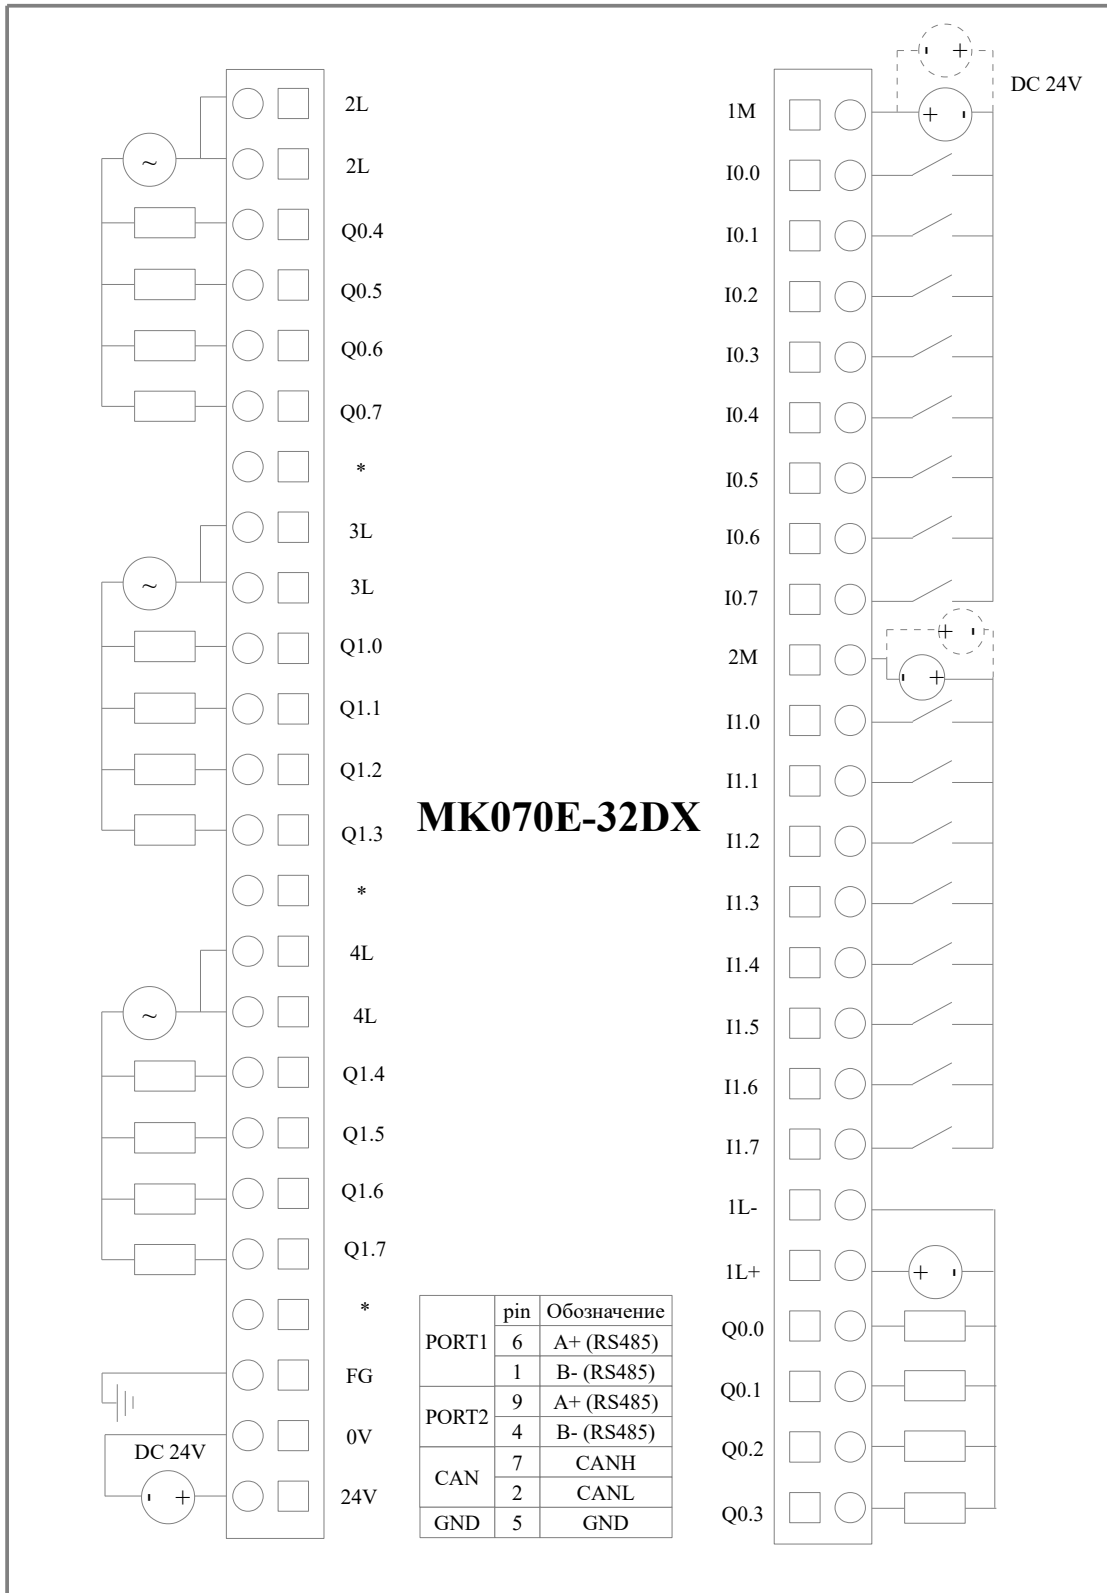 2L
2L
Q0.4
Q0.5
Q0.6
Q0.7
*
3L
3L
Q1.0
Q1.1
Q1.2
Q1.3
*
4L
4L
Q1.4
Q1.5
Q1.6
Q1.7
*
FG
0V
DC 24V
24V
MK070E-32DX
pin Обозначение
PORT1 6 A+ (RS485)
1 B- (RS485)
PORT2 9 A+ (RS485)
4 B- (RS485)
CAN 7 CANH
2 CANL
GND 5 GND
DC 24V
1M
I0.0
I0.1
I0.2
I0.3
I0.4
I0.5
I0.6
I0.7
2M
I1.0
I1.1
I1.2
I1.3
I1.4
I1.5
I1.6
I1.7
1L-
1L+
Q0.0
Q0.1
Q0.2
Q0.3